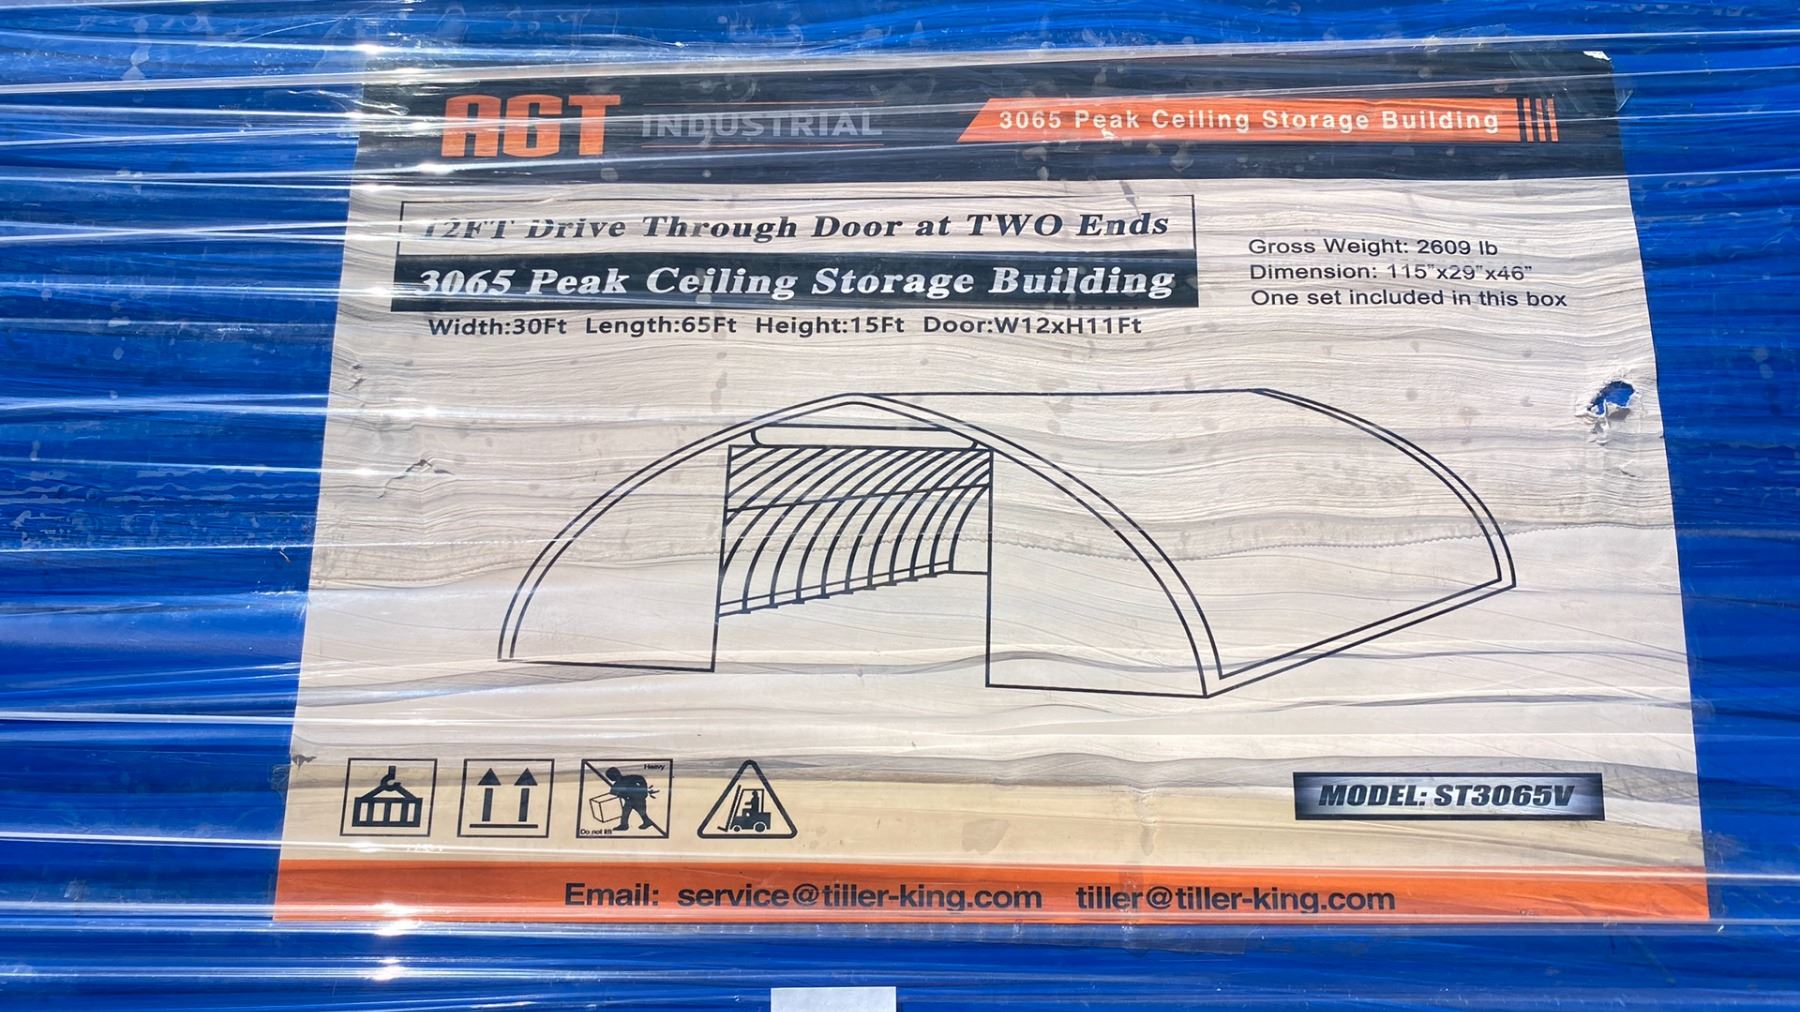 AGT INDUSTRIAL
3065 Peak Ceiling Storage Building
12FT Drive Through Door at TWO Ends
3065 Peak Ceiling Storage Building
Width:30Ft Length:65Ft Height:15Ft Door:W12xH11Ft
Gross Weight: 2609 lb
Dimension: 115"x29"x46"
One set included in this box
Heavy
Do not lift
MODEL: ST3065V
Email: service@tiller-king.com tiller@tiller-king.com